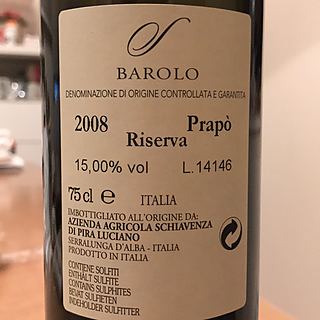 S
BAROLO
DENOMINAZIONE DI ORIGINE CONTROLLATA E GARANTITA
2008 Prapò
Riserva
15,00% vol L.14146
75 cl e ITALIA
IMBOTTIGLIATO ALL'ORIGINE DA:
AZIENDA AGRICOLA SCHIAVENZA
DI PIRA LUCIANO
SERRALUNGA D'ALBA - ITALIA
PRODOTTO IN ITALIA
CONTIENE SOLFITI
ENTHÄLT SULFITE
CONTAINS SULPHITES
BEVAT SULFIETEN
INDEHOLDER SULFITTER